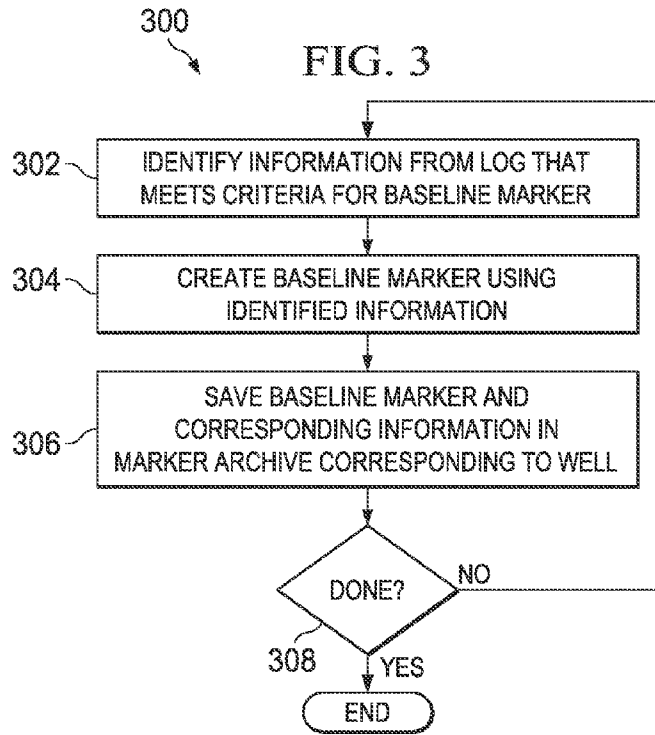 300
FIG. 3
302
IDENTIFY INFORMATION FROM LOG THAT
MEETS CRITERIA FOR BASELINE MARKER
304
CREATE BASELINE MARKER USING
IDENTIFIED INFORMATION
306
SAVE BASELINE MARKER AND
CORRESPONDING INFORMATION IN
MARKER ARCHIVE CORRESPONDING TO WELL
DONE?
NO
308
YES
END